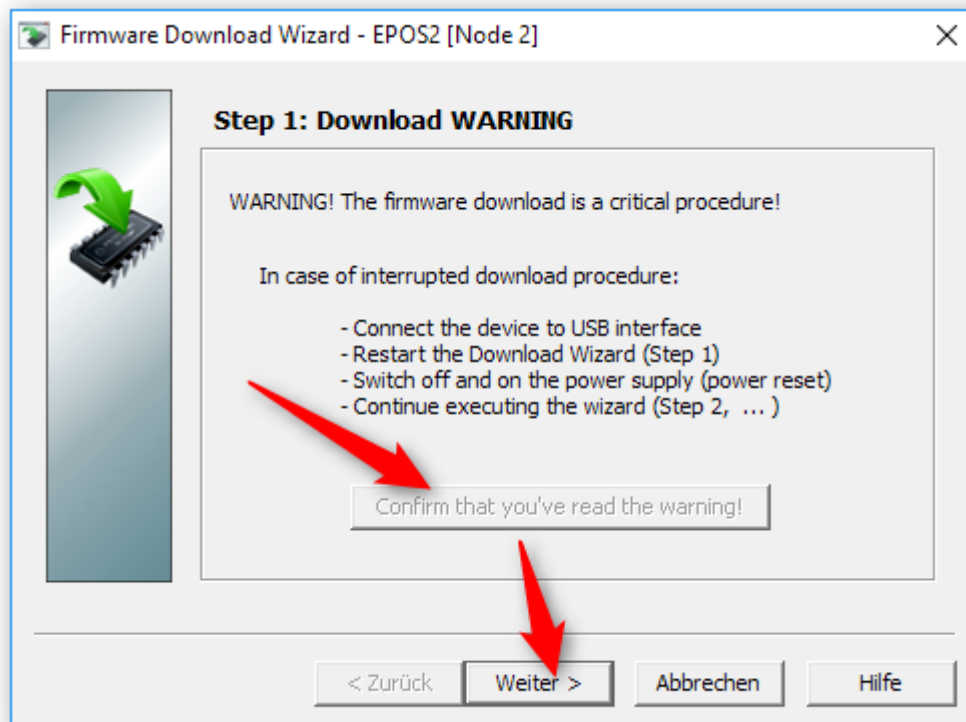 Firmware Download Wizard - EPOS2 [Node 2]
Step 1: Download WARNING
WARNING! The firmware download is a critical procedure!
In case of interrupted download procedure:
- Connect the device to USB interface
- Restart the Download Wizard (Step 1)
- Switch off and on the power supply (power reset)
- Continue executing the wizard (Step 2, ... )
Confirm that you've read the warning!
< Zurück
Weiter >
Abbrechen
Hilfe